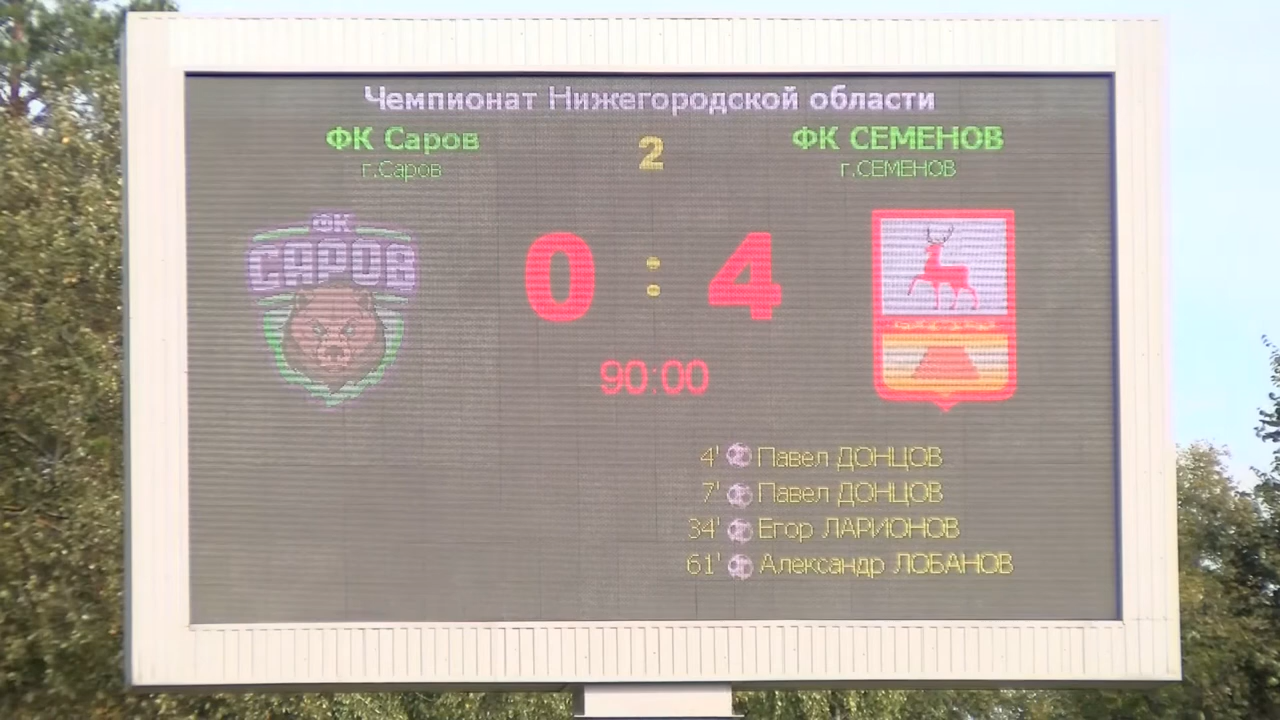 Чемпионат Нижегородской области
ФК Саров
2
ФК СЕМЕНОВ
г.Саров
г.СЕМЕНОВ
ФК
САРОВ
0 : 4
90:00
4' Павел ДОНЦОВ
7' Павел ДОНЦОВ
34' Егор ЛАРИОНОВ
61' Александр ЛОБАНОВ